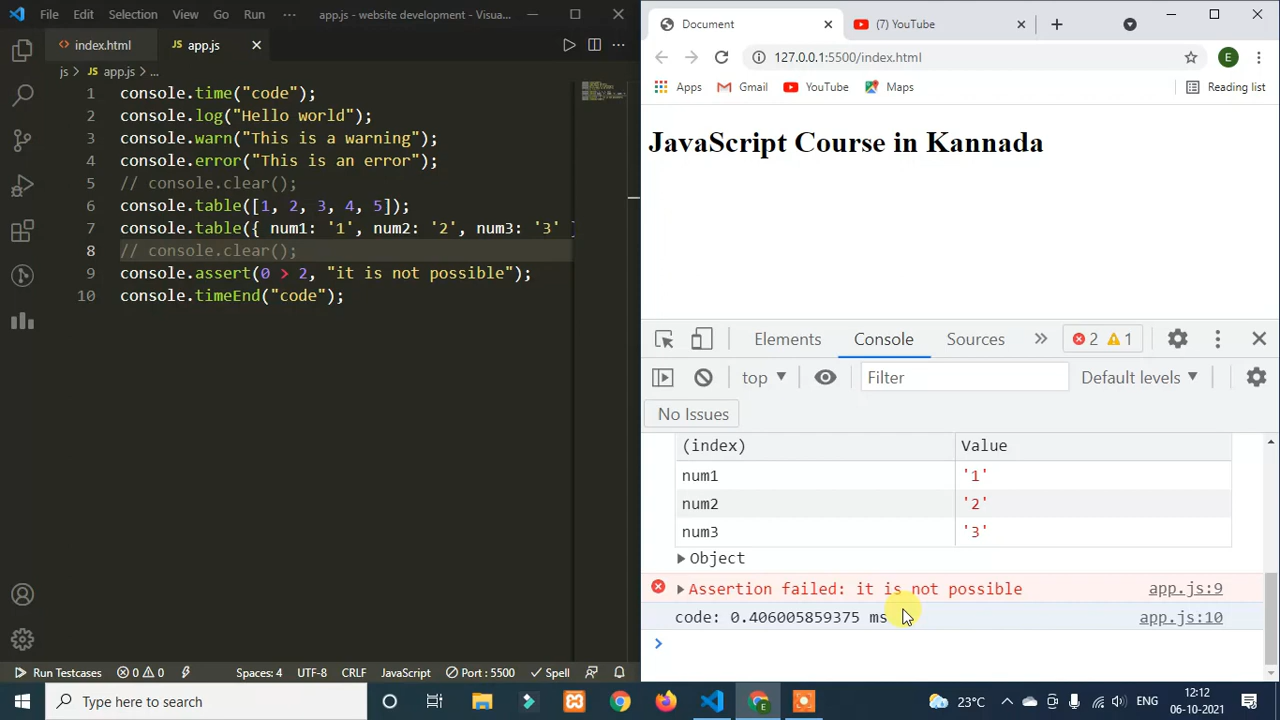 File Edit Selection View Go Run ··· app.js - website development - Visua...
index.html app.js
js > app.js > ...
1 console.time("code");
2 console.log("Hello world");
3 console.warn("This is a warning");
4 console.error("This is an error");
5 // console.clear();
6 console.table([1, 2, 3, 4, 5]);
7 console.table({ num1: '1', num2: '2', num3: '3' }
8 // console.clear();
9 console.assert(0 > 2, "it is not possible");
10 console.timeEnd("code");
Run Testcases 0 0 Spaces: 4 UTF-8 CRLF JavaScript Port : 5500 Spell
Document (7) YouTube
127.0.0.1:5500/index.html E
Apps Gmail YouTube Maps Reading list
JavaScript Course in Kannada
Elements Console Sources » 2 1
top Filter Default levels
No Issues
(index) Value
num1 '1'
num2 '2'
num3 '3'
Object
Assertion failed: it is not possible app.js:9
code: 0.406005859375 ms app.js:10
Type here to search 23°C ENG 12:12
06-10-2021